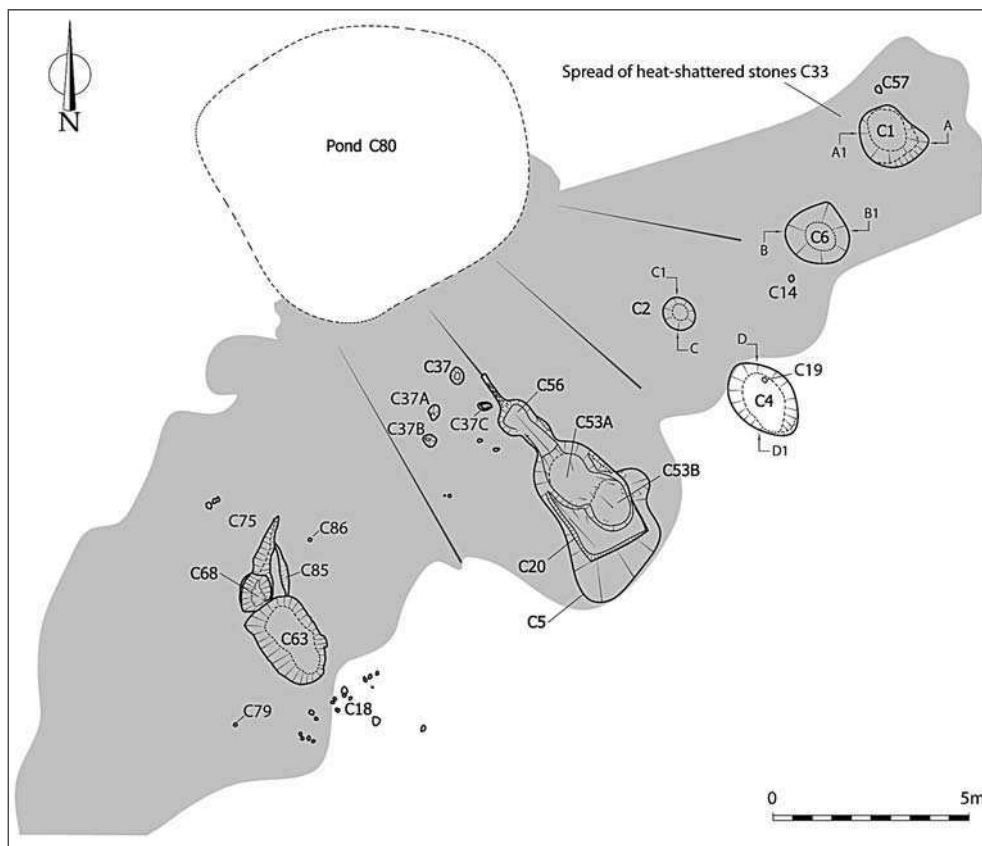 Spread of heat-shattered stones C33
C57
N
C1
A
A1
Pond C80
B1
C6
B
C14
C1
C2
C
D
C19
C4
D1
C37
C56
C37A
C53A
C37C
C37B
C53B
C75
C86
C85
C68
C20
C5
C63
C18
C79
0 5m